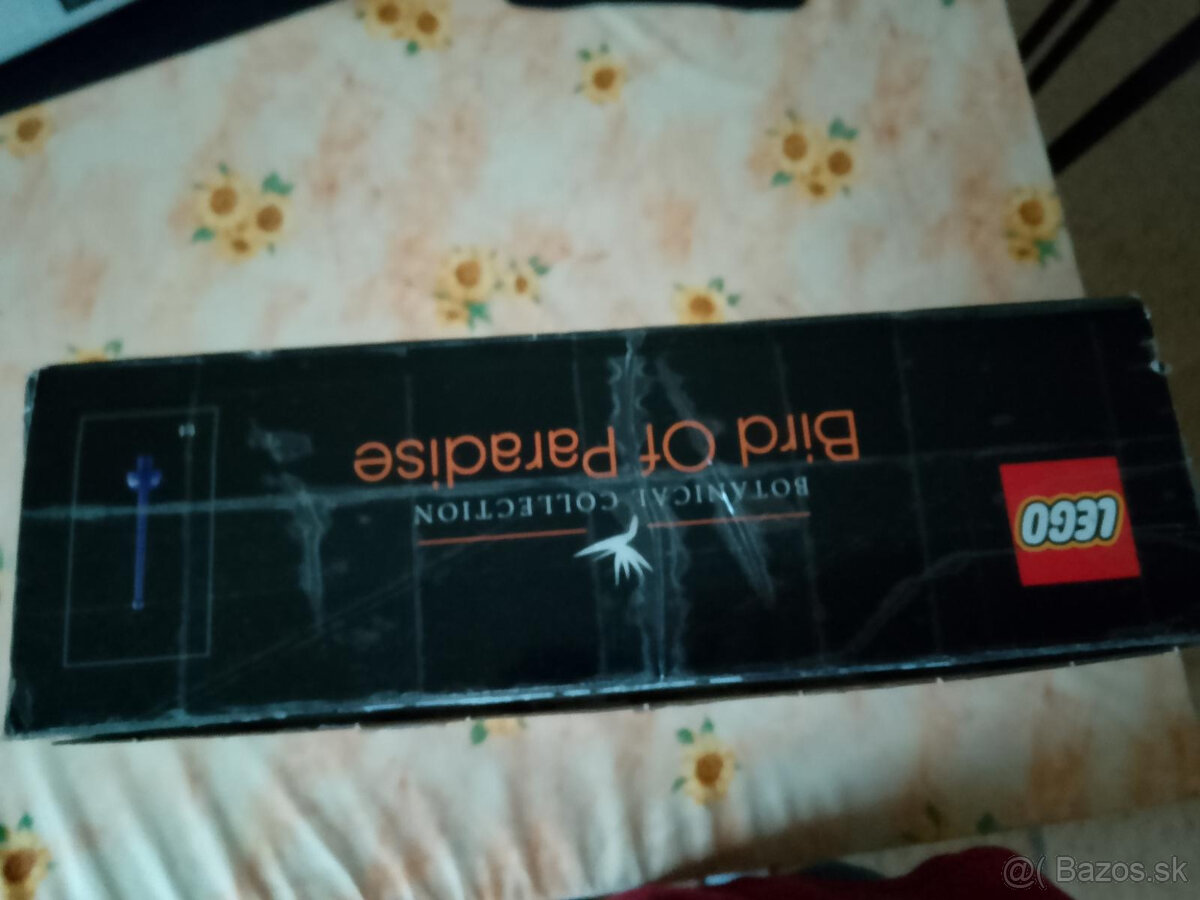 LEGO
BOTANICAL COLLECTION
Bird Of Paradise
@( Bazos.sk